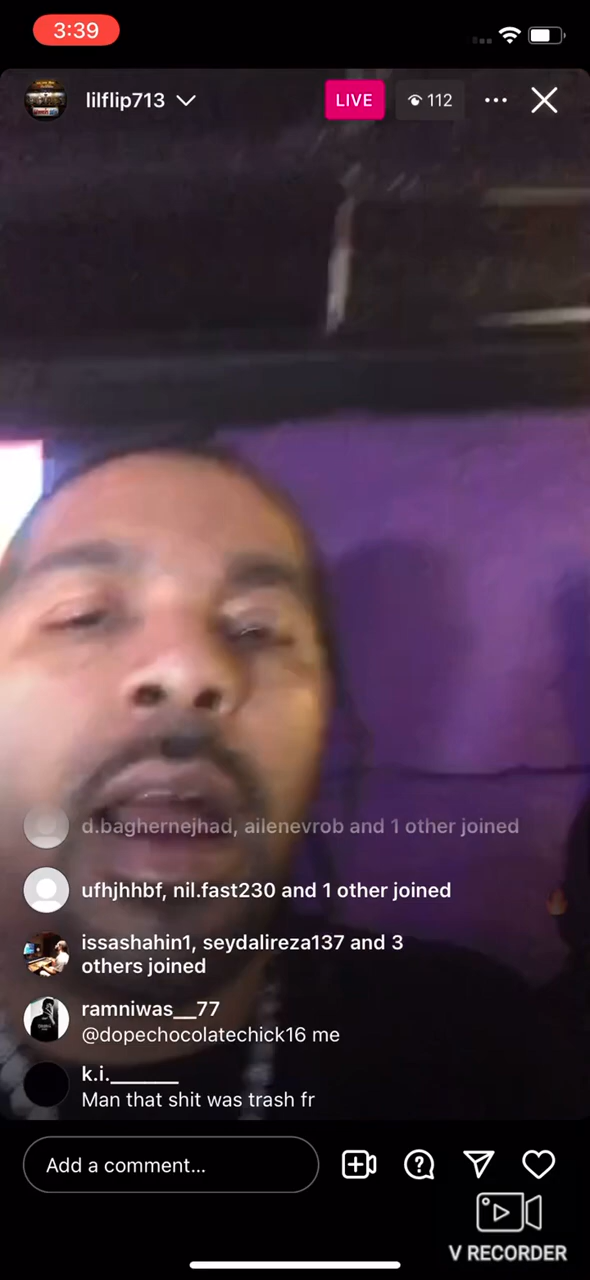 3:39
lilflip713
LIVE
112
d.baghernejhad, ailenevrob and 1 other joined
ufhjhhbf, nil.fast230 and 1 other joined
issashahin1, seydalireza137 and 3
others joined
ramniwas__77
@dopechocolatechick16 me
k.i._______
Man that shit was trash fr
Add a comment...
V RECORDER